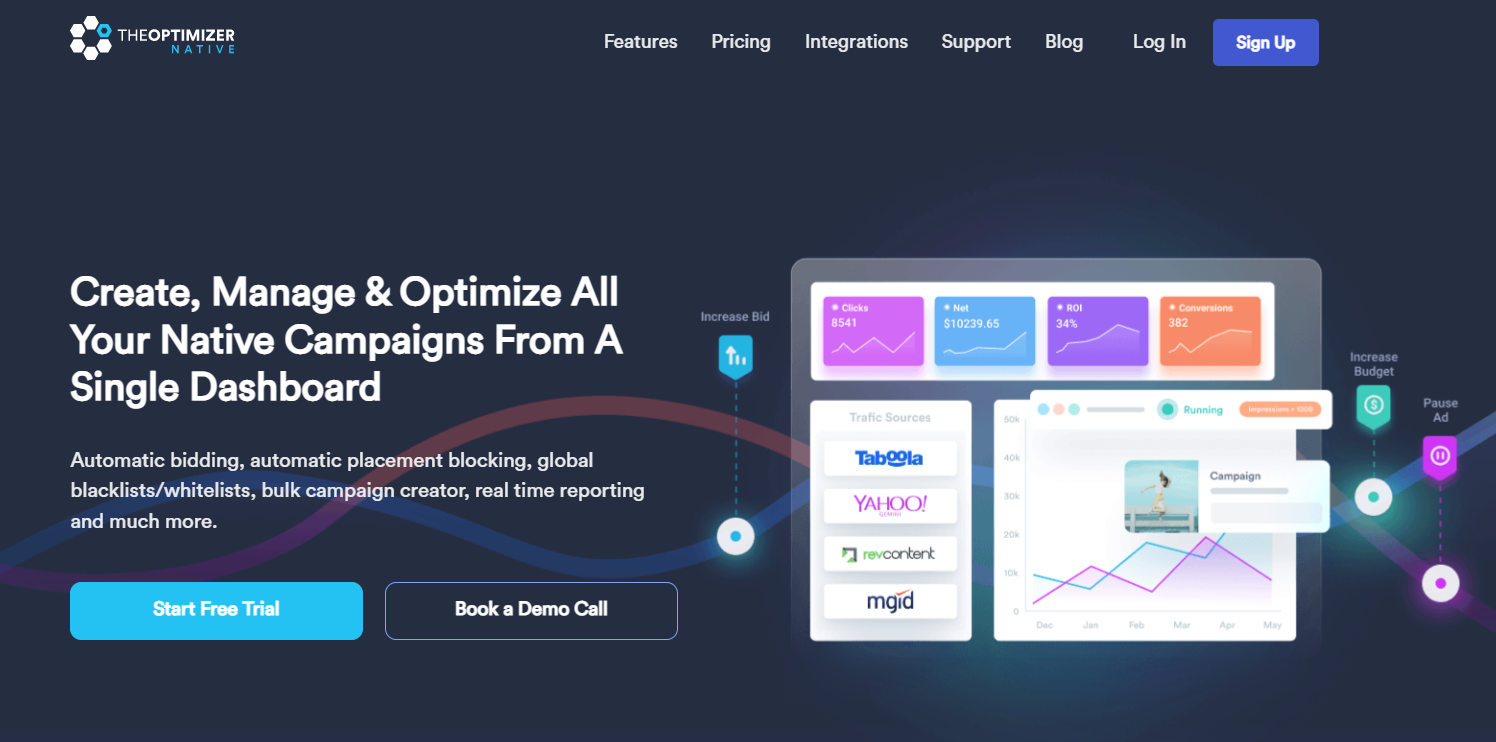 THEOPTIMIZER
NATIVE
Features
Pricing
Integrations
Support
Blog
Log In
Sign Up
Create, Manage & Optimize All
Your Native Campaigns From A
Single Dashboard
Automatic bidding, automatic placement blocking, global
blacklists/whitelists, bulk campaign creator, real time reporting
and much more.
Start Free Trial
Book a Demo Call
Increase Bid
Clicks
8541
Net
$10239.65
ROI
34%
Conversions
382
Trafic Sources
Taboola
YAHOO!
GEMINI
revcontent
mgid
Running
Impressions > 1000
Campaign
50k
40k
30k
20k
10k
0
Dec
Jan
Feb
Mar
Apr
May
Increase
Budget
Pause
Ad